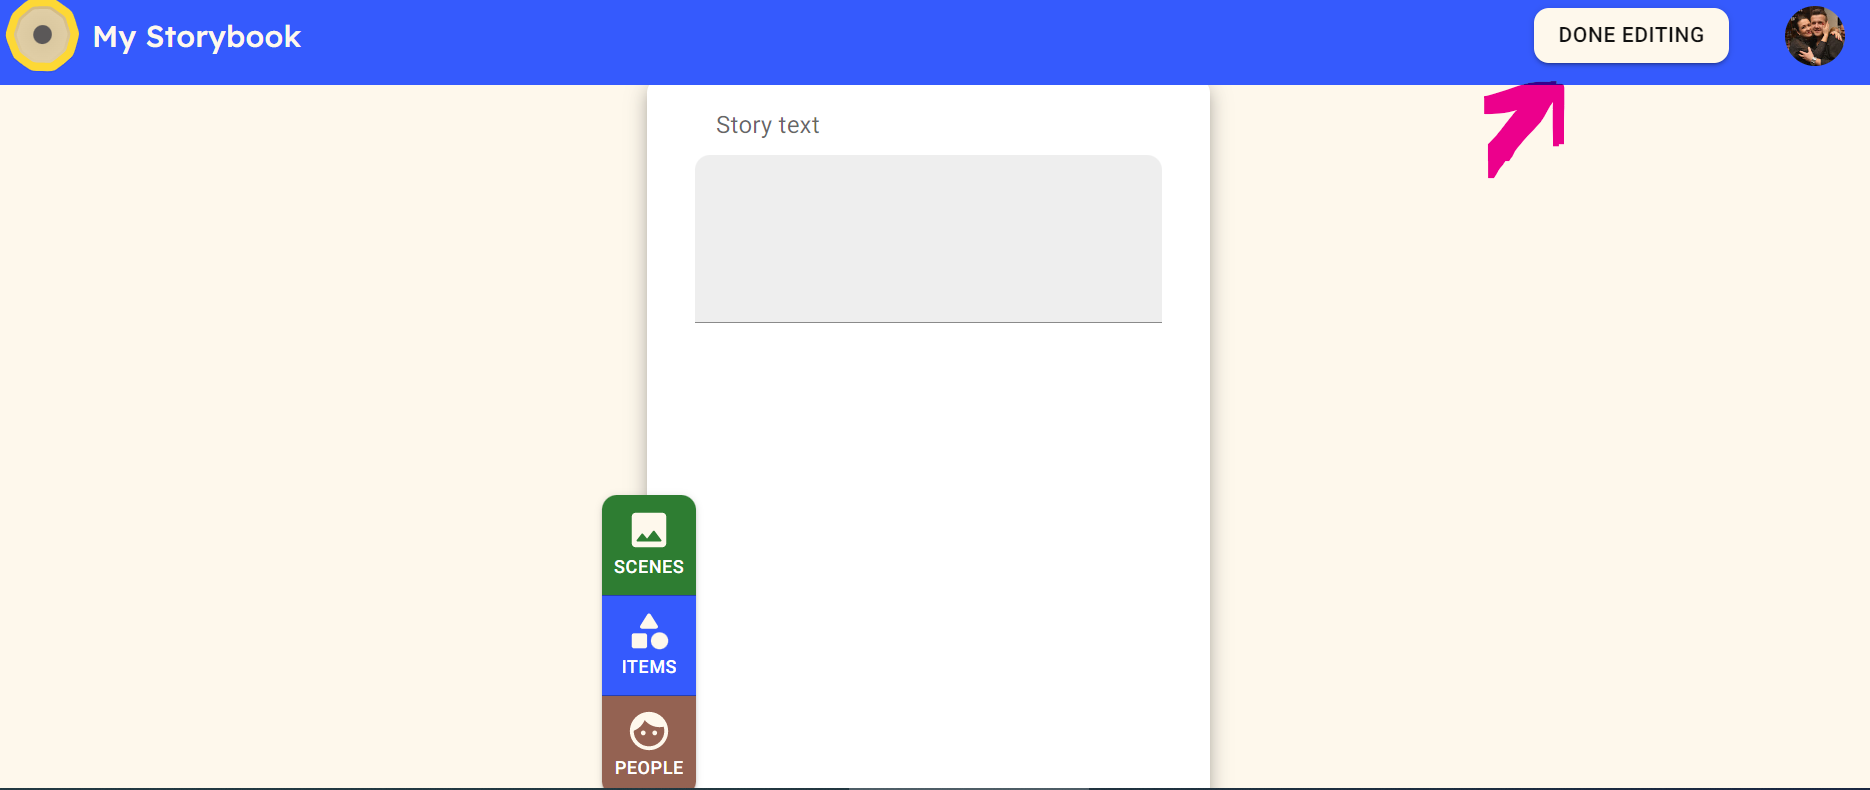 My Storybook
DONE EDITING
Story text
SCENES
ITEMS
PEOPLE